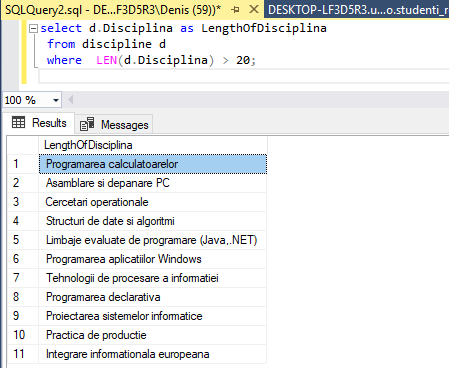 SQLQuery2.sql - DE...F3D5R3\Denis (59))* DESKTOP-LF3D5R3.u...o.studenti_r
select d.Disciplina as LengthOfDisciplina
from discipline d
where LEN(d.Disciplina) > 20;
100 %
Results Messages
LengthOfDisciplina
1 Programarea calculatoarelor
2 Asamblare si depanare PC
3 Cercetari operationale
4 Structuri de date si algoritmi
5 Limbaje evaluate de programare (Java,.NET)
6 Programarea aplicatiilor Windows
7 Tehnologii de procesare a informatiei
8 Programarea declarativa
9 Proiectarea sistemelor informatice
10 Practica de productie
11 Integrare informationala europeana